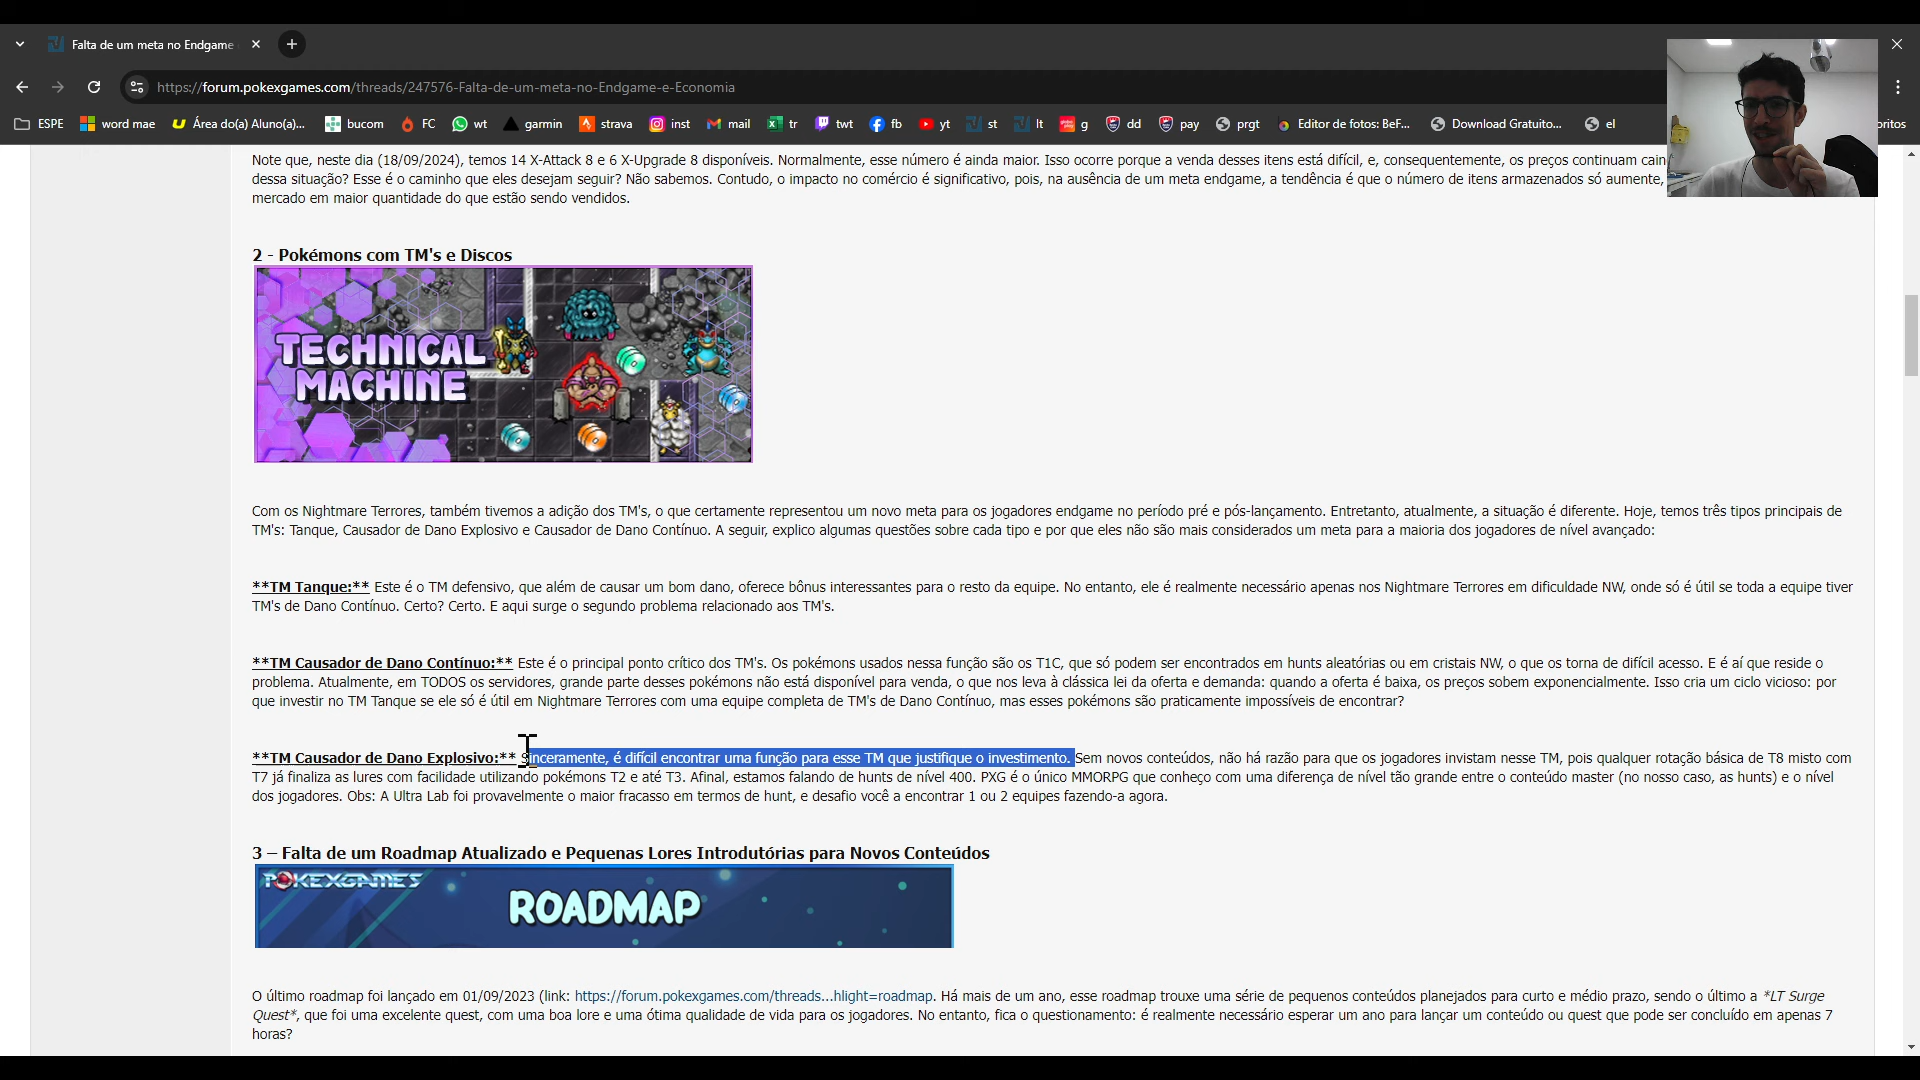 Falta de um meta no Endgame
https://forum.pokexgames.com/threads/247576-Falta-de-um-meta-no-Endgame-e-Economia
ESPE word mae Área do(a) Aluno(a)... bucom FC wt garmin strava inst mail tr twt fb yt st lt g dd pay prgt Editor de fotos: BeF... Download Gratuito... el oritos
Note que, neste dia (18/09/2024), temos 14 X-Attack 8 e 6 X-Upgrade 8 disponíveis. Normalmente, esse número é ainda maior. Isso ocorre porque a venda desses itens está difícil, e, consequentemente, os preços continuam cain
dessa situação? Esse é o caminho que eles desejam seguir? Não sabemos. Contudo, o impacto no comércio é significativo, pois, na ausência de um meta endgame, a tendência é que o número de itens armazenados só aumente,
mercado em maior quantidade do que estão sendo vendidos.
2 - Pokémons com TM's e Discos
TECHNICAL
MACHINE
Com os Nightmare Terrores, também tivemos a adição dos TM's, o que certamente representou um novo meta para os jogadores endgame no período pré e pós-lançamento. Entretanto, atualmente, a situação é diferente. Hoje, temos três tipos principais de
TM's: Tanque, Causador de Dano Explosivo e Causador de Dano Contínuo. A seguir, explico algumas questões sobre cada tipo e por que eles não são mais considerados um meta para a maioria dos jogadores de nível avançado:
**TM Tanque:** Este é o TM defensivo, que além de causar um bom dano, oferece bônus interessantes para o resto da equipe. No entanto, ele é realmente necessário apenas nos Nightmare Terrores em dificuldade NW, onde só é útil se toda a equipe tiver
TM's de Dano Contínuo. Certo? Certo. E aqui surge o segundo problema relacionado aos TM's.
**TM Causador de Dano Contínuo:** Este é o principal ponto crítico dos TM's. Os pokémons usados nessa função são os T1C, que só podem ser encontrados em hunts aleatórias ou em cristais NW, o que os torna de difícil acesso. E é aí que reside o
problema. Atualmente, em TODOS os servidores, grande parte desses pokémons não está disponível para venda, o que nos leva à clássica lei da oferta e demanda: quando a oferta é baixa, os preços sobem exponencialmente. Isso cria um ciclo vicioso: por
que investir no TM Tanque se ele só é útil em Nightmare Terrores com uma equipe completa de TM's de Dano Contínuo, mas esses pokémons são praticamente impossíveis de encontrar?
**TM Causador de Dano Explosivo:** Sinceramente, é difícil encontrar uma função para esse TM que justifique o investimento. Sem novos conteúdos, não há razão para que os jogadores invistam nesse TM, pois qualquer rotação básica de T8 misto com
T7 já finaliza as lures com facilidade utilizando pokémons T2 e até T3. Afinal, estamos falando de hunts de nível 400. PXG é o único MMORPG que conheço com uma diferença de nível tão grande entre o conteúdo master (no nosso caso, as hunts) e o nível
dos jogadores. Obs: A Ultra Lab foi provavelmente o maior fracasso em termos de hunt, e desafio você a encontrar 1 ou 2 equipes fazendo-a agora.
3 – Falta de um Roadmap Atualizado e Pequenas Lores Introdutórias para Novos Conteúdos
POKEXGAMES
ROADMAP
O último roadmap foi lançado em 01/09/2023 (link: https://forum.pokexgames.com/threads...hlight=roadmap. Há mais de um ano, esse roadmap trouxe uma série de pequenos conteúdos planejados para curto e médio prazo, sendo o último a *LT Surge
Quest*, que foi uma excelente quest, com uma boa lore e uma ótima qualidade de vida para os jogadores. No entanto, fica o questionamento: é realmente necessário esperar um ano para lançar um conteúdo ou quest que pode ser concluído em apenas 7
horas?